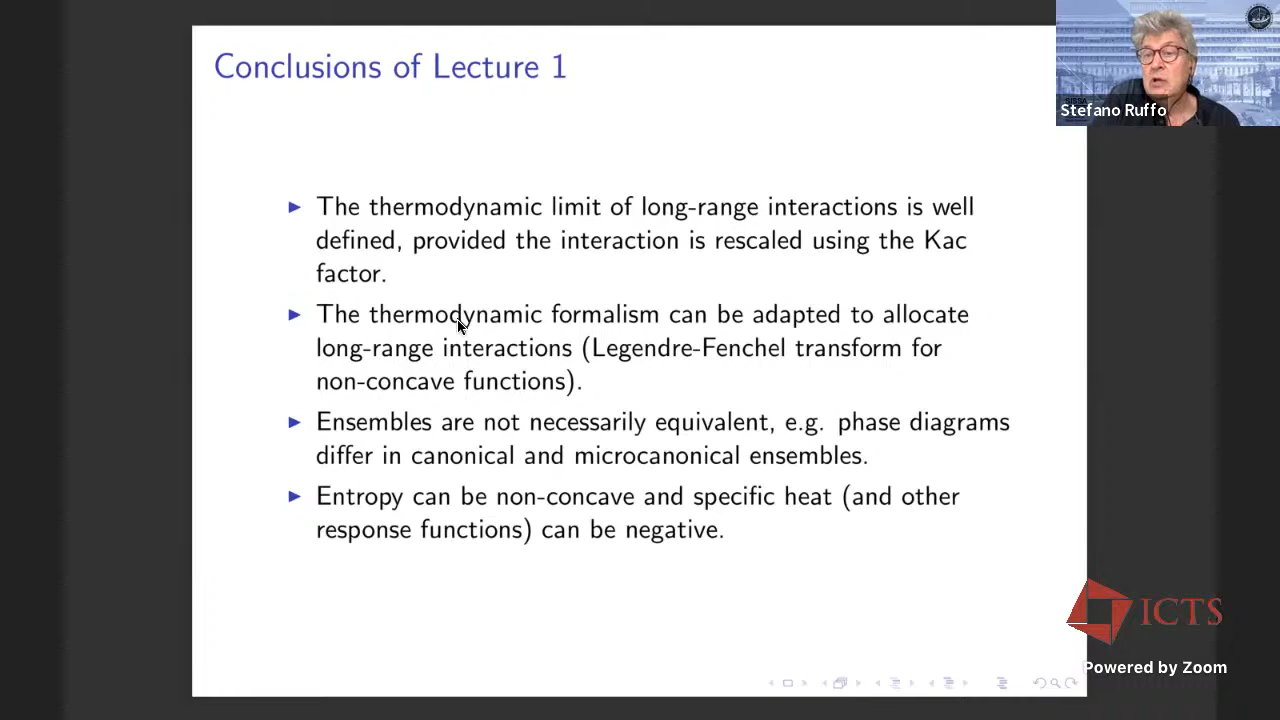 Conclusions of Lecture 1
Stefano Ruffo
The thermodynamic limit of long-range interactions is well
defined, provided the interaction is rescaled using the Kac
factor.
The thermodynamic formalism can be adapted to allocate
long-range interactions (Legendre-Fenchel transform for
non-concave functions).
Ensembles are not necessarily equivalent, e.g. phase diagrams
differ in canonical and microcanonical ensembles.
Entropy can be non-concave and specific heat (and other
response functions) can be negative.
ICTS
Powered by Zoom